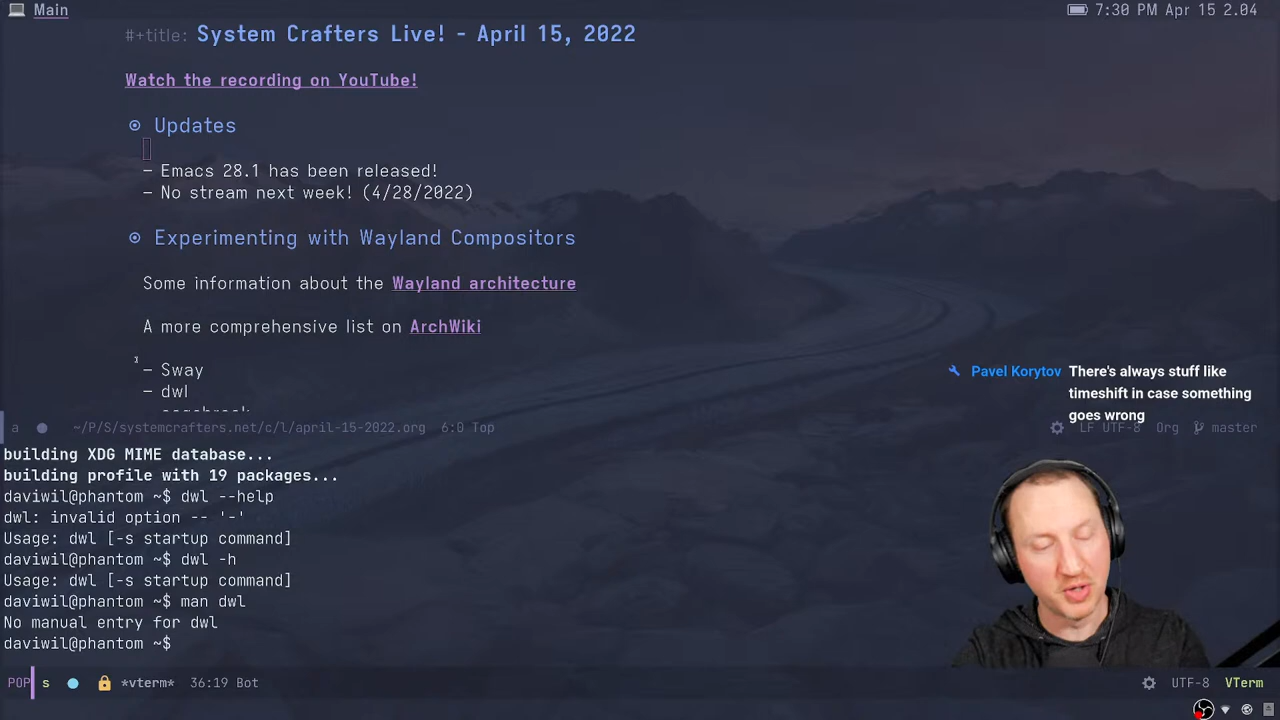 Main
7:30 PM Apr 15 2.04
#+title: System Crafters Live! - April 15, 2022
Watch the recording on YouTube!
Updates
- Emacs 28.1 has been released!
- No stream next week! (4/28/2022)
Experimenting with Wayland Compositors
Some information about the Wayland architecture
A more comprehensive list on ArchWiki
- Sway
- dwl
Pavel Korytov There's always stuff like
timeshift in case something
goes wrong
a ~/P/S/systemcrafters.net/c/l/april-15-2022.org 6:0 Top
LF UTF-8 Org master
building XDG MIME database...
building profile with 19 packages...
daviwil@phantom ~$ dwl --help
dwl: invalid option -- '-'
Usage: dwl [-s startup command]
daviwil@phantom ~$ dwl -h
Usage: dwl [-s startup command]
daviwil@phantom ~$ man dwl
No manual entry for dwl
daviwil@phantom ~$
POP s *vterm* 36:19 Bot
UTF-8 VTerm